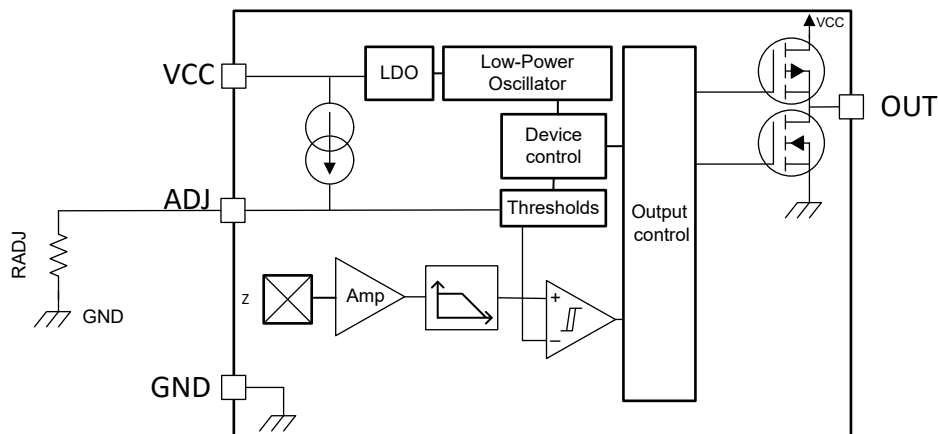 VCC
VCC
LDO
Low-Power
Oscillator
OUT
Device
control
ADJ
Thresholds
Output
control
RADJ
GND
Z
Amp
+
−
GND